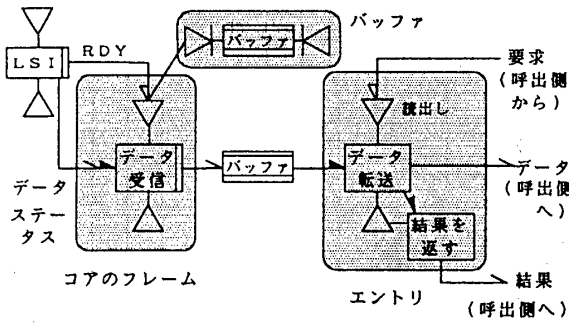 バッファ
LSI
RDY
バッファ
要求
(呼出側
から)
読出し
データ
受信
バッファ
データ
転送
データ
(呼出側
へ)
データ
ステー
タス
結果を
返す
コアのフレーム
エントリ
結果
(呼出側へ)